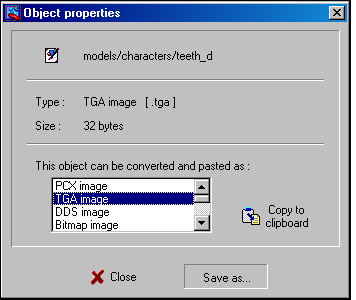 Object properties
models/characters/teeth_d
Type : TGA image [ .tga ]
Size : 32 bytes
This object can be converted and pasted as :
PCX image
TGA image
DDS image
Bitmap image
Copy to
clipboard
Close
Save as...